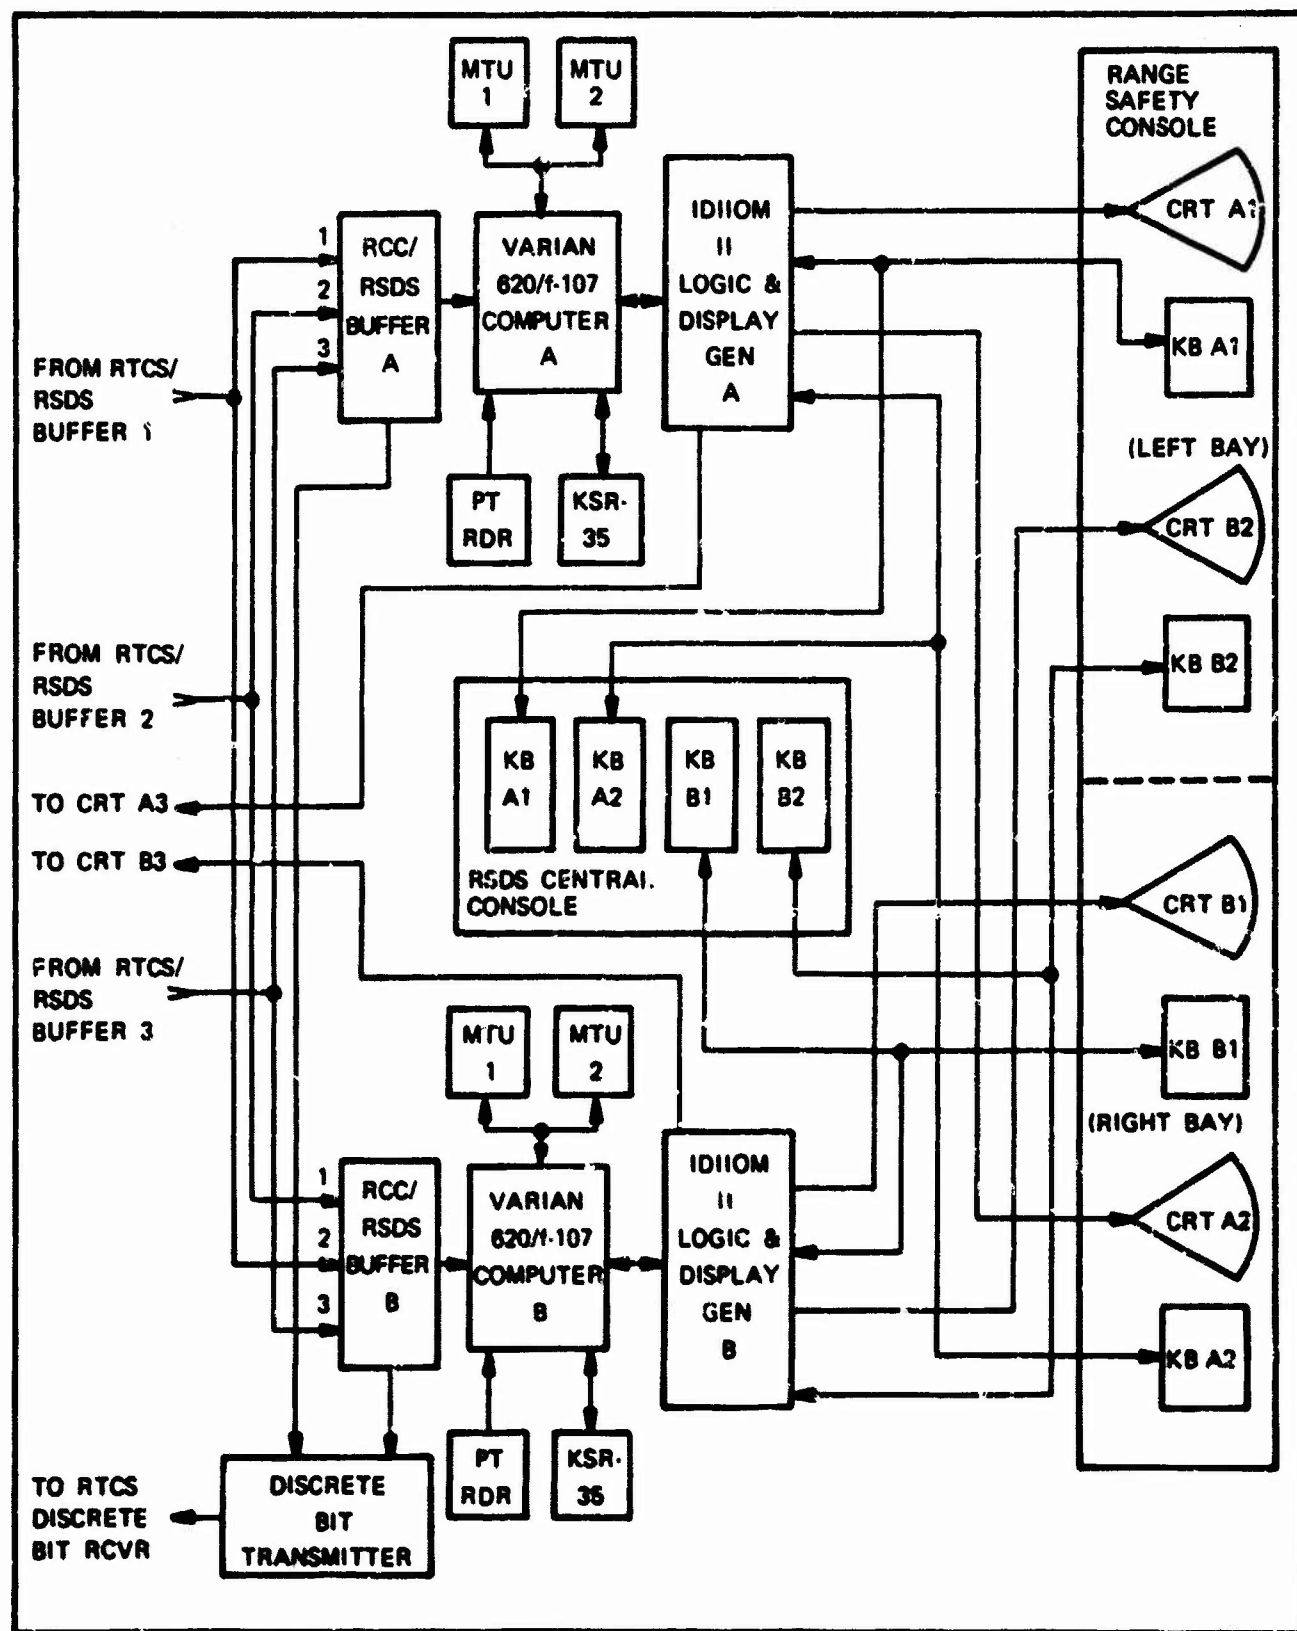 MTU
1
MTU
2
RANGE
SAFETY
CONSOLE
CRT A1
KB A1
(LEFT BAY)
CRT B2
KB B2
1
2
3
RCC/
RSDS
BUFFER
A
VARIAN
620/f-107
COMPUTER
A
IDIIOM
II
LOGIC &
DISPLAY
GEN
A
FROM RTCS/
RSDS
BUFFER 1
PT
RDR
KSR-
35
FROM RTCS/
RSDS
BUFFER 2
TO CRT A3
TO CRT B3
KB
A1
KB
A2
KB
B1
KB
B2
RSDS CENTRAL
CONSOLE
FROM RTCS/
RSDS
BUFFER 3
CRT B1
KB B1
(RIGHT BAY)
CRT A2
KB A2
MTU
1
MTU
2
1
2
3
RCC/
RSDS
BUFFER
B
VARIAN
620/f-107
COMPUTER
B
IDIIOM
II
LOGIC &
DISPLAY
GEN
B
PT
RDR
KSR-
35
TO RTCS
DISCRETE
BIT RCVR
DISCRETE
BIT
TRANSMITTER